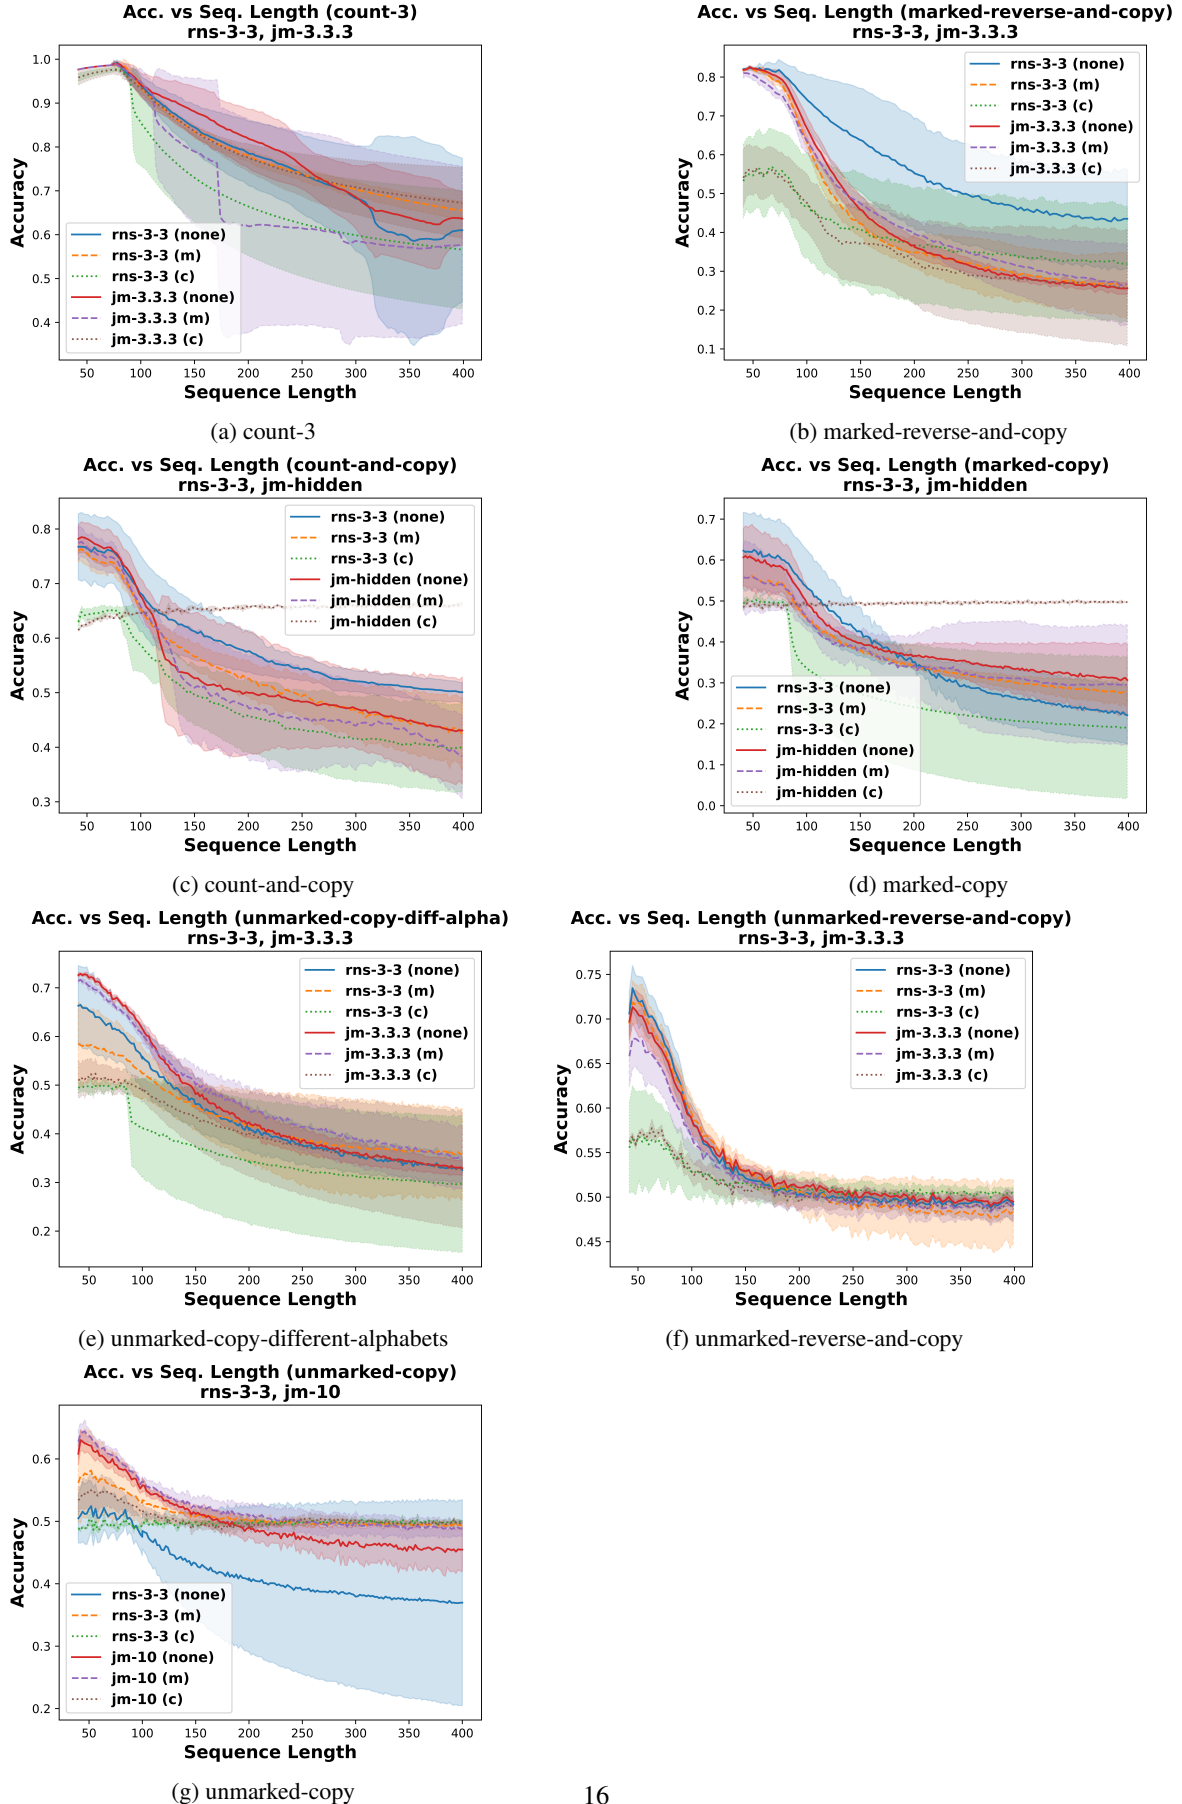 Acc. vs Seq. Length (count-3)
rns-3-3, jm-3.3.3
Accuracy
1.0
0.9
0.8
0.7
0.6
0.5
0.4
rns-3-3 (none)
rns-3-3 (m)
rns-3-3 (c)
jm-3.3.3 (none)
jm-3.3.3 (m)
jm-3.3.3 (c)
50 100 150 200 250 300 350 400
Sequence Length
(a) count-3
Acc. vs Seq. Length (marked-reverse-and-copy)
rns-3-3, jm-3.3.3
Accuracy
0.8
0.7
0.6
0.5
0.4
0.3
0.2
0.1
rns-3-3 (none)
rns-3-3 (m)
rns-3-3 (c)
jm-3.3.3 (none)
jm-3.3.3 (m)
jm-3.3.3 (c)
50 100 150 200 250 300 350 400
Sequence Length
(b) marked-reverse-and-copy
Acc. vs Seq. Length (count-and-copy)
rns-3-3, jm-hidden
Accuracy
0.8
0.7
0.6
0.5
0.4
0.3
rns-3-3 (none)
rns-3-3 (m)
rns-3-3 (c)
jm-hidden (none)
jm-hidden (m)
jm-hidden (c)
50 100 150 200 250 300 350 400
Sequence Length
(c) count-and-copy
Acc. vs Seq. Length (marked-copy)
rns-3-3, jm-hidden
Accuracy
0.7
0.6
0.5
0.4
0.3
0.2
0.1
0.0
rns-3-3 (none)
rns-3-3 (m)
rns-3-3 (c)
jm-hidden (none)
jm-hidden (m)
jm-hidden (c)
50 100 150 200 250 300 350 400
Sequence Length
(d) marked-copy
Acc. vs Seq. Length (unmarked-copy-diff-alpha)
rns-3-3, jm-3.3.3
Accuracy
0.7
0.6
0.5
0.4
0.3
0.2
rns-3-3 (none)
rns-3-3 (m)
rns-3-3 (c)
jm-3.3.3 (none)
jm-3.3.3 (m)
jm-3.3.3 (c)
50 100 150 200 250 300 350 400
Sequence Length
(e) unmarked-copy-different-alphabets
Acc. vs Seq. Length (unmarked-reverse-and-copy)
rns-3-3, jm-3.3.3
Accuracy
0.75
0.70
0.65
0.60
0.55
0.50
0.45
rns-3-3 (none)
rns-3-3 (m)
rns-3-3 (c)
jm-3.3.3 (none)
jm-3.3.3 (m)
jm-3.3.3 (c)
50 100 150 200 250 300 350 400
Sequence Length
(f) unmarked-reverse-and-copy
Acc. vs Seq. Length (unmarked-copy)
rns-3-3, jm-10
Accuracy
0.6
0.5
0.4
0.3
0.2
rns-3-3 (none)
rns-3-3 (m)
rns-3-3 (c)
jm-10 (none)
jm-10 (m)
jm-10 (c)
50 100 150 200 250 300 350 400
Sequence Length
(g) unmarked-copy
16